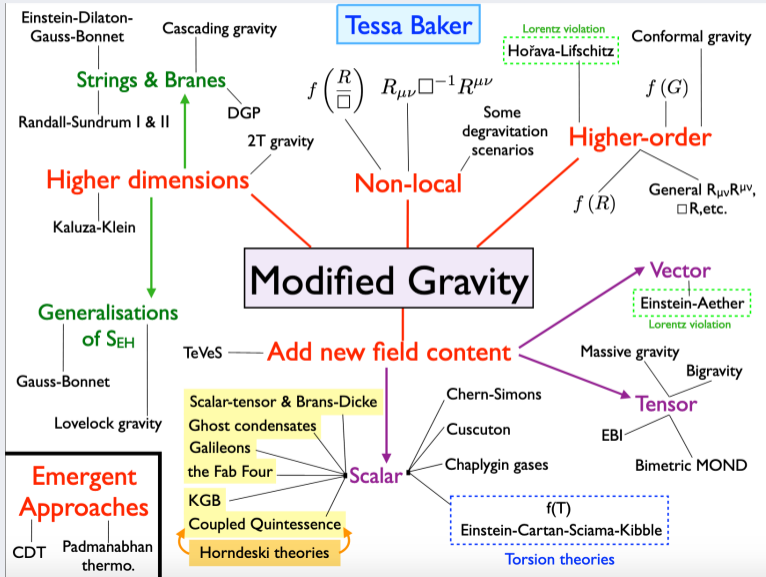 Tessa Baker
Einstein-Dilaton-
Gauss-Bonnet
Cascading gravity
Strings & Branes
Randall-Sundrum I & II
DGP
2T gravity
Higher dimensions
Kaluza-Klein
Generalisations
of S_EH
Gauss-Bonnet
Lovelock gravity
f(R/□)
R_μν□⁻¹R^μν
Some
degravitation
scenarios
Non-local
Lorentz violation
Hořava-Lifschitz
Conformal gravity
f(G)
Higher-order
f(R)
General R_μνR^μν,
□R,etc.
Modified Gravity
TeVeS
Add new field content
Vector
Einstein-Aether
Lorentz violation
Massive gravity
Bigravity
Tensor
EBI
Bimetric MOND
Scalar-tensor & Brans-Dicke
Ghost condensates
Galileons
the Fab Four
KGB
Coupled Quintessence
Horndeski theories
Scalar
Chern-Simons
Cuscuton
Chaplygin gases
f(T)
Einstein-Cartan-Sciama-Kibble
Torsion theories
Emergent
Approaches
CDT
Padmanabhan
thermo.